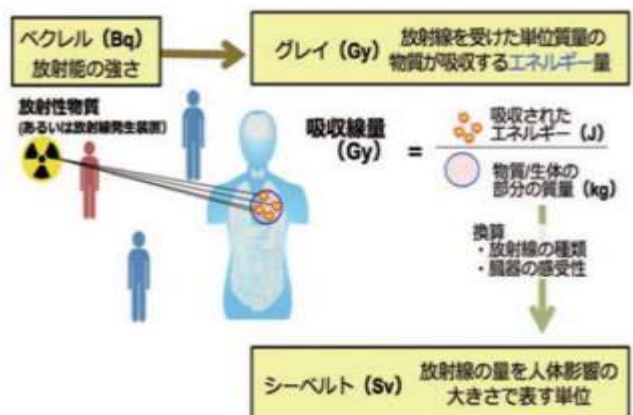 ベクレル (Bq)
放射能の強さ
グレイ (Gy) 放射線を受けた単位質量の
物質が吸収するエネルギー量
放射性物質
(あるいは放射線発生装置)
吸収線量
(Gy)
=
吸収された
エネルギー (J)
物質/生体の
部分の質量 (kg)
換算
・放射線の種類
・臓器の感受性
シーベルト (Sv) 放射線の量を人体影響の
大きさで表す単位